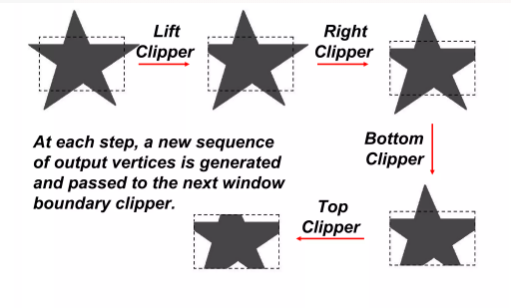 Lift
Clipper
Right
Clipper
At each step, a new sequence
of output vertices is generated
and passed to the next window
boundary clipper.
Bottom
Clipper
Top
Clipper